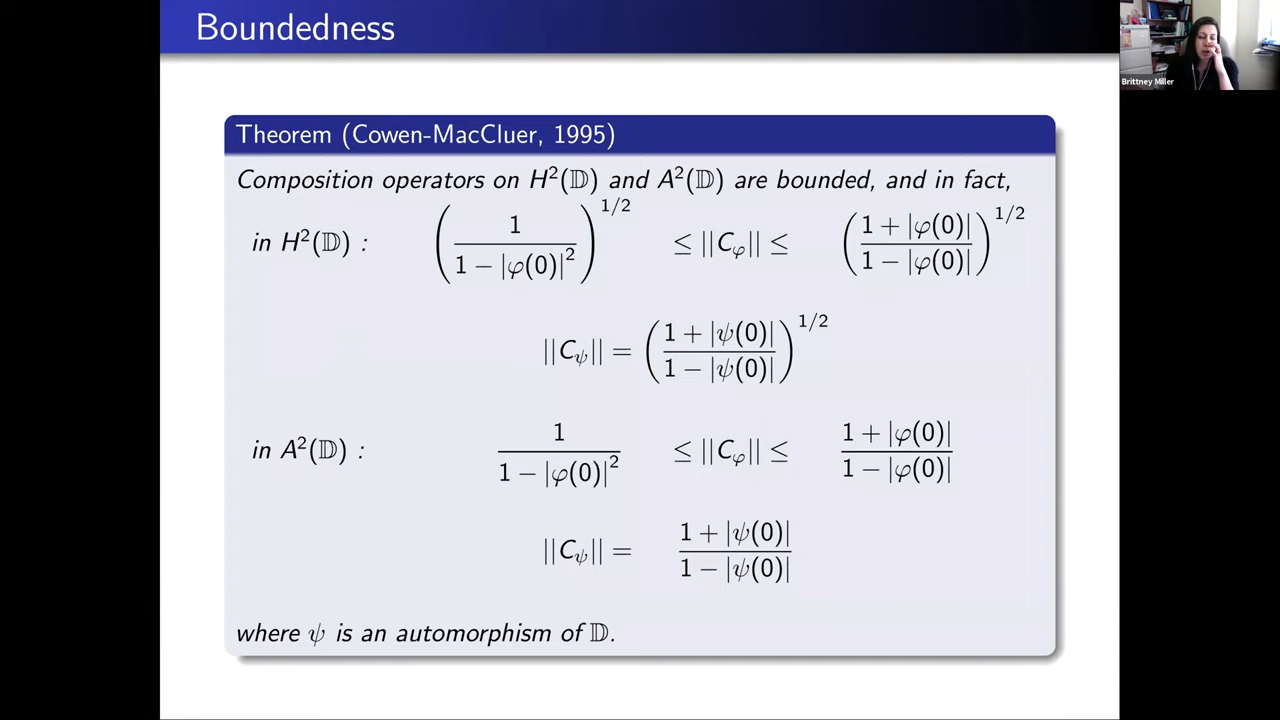 Boundedness
Brittney Miller
Theorem (Cowen-MacCluer, 1995)
Composition operators on H²(𝔻) and A²(𝔻) are bounded, and in fact,
in H²(𝔻) : (1 / (1 − |φ(0)|²))^{1/2} ≤ ||C_φ|| ≤ ((1 + |φ(0)|) / (1 − |φ(0)|))^{1/2}
||C_ψ|| = ((1 + |ψ(0)|) / (1 − |ψ(0)|))^{1/2}
in A²(𝔻) : 1 / (1 − |φ(0)|²) ≤ ||C_φ|| ≤ (1 + |φ(0)|) / (1 − |φ(0)|)
||C_ψ|| = (1 + |ψ(0)|) / (1 − |ψ(0)|)
where ψ is an automorphism of 𝔻.